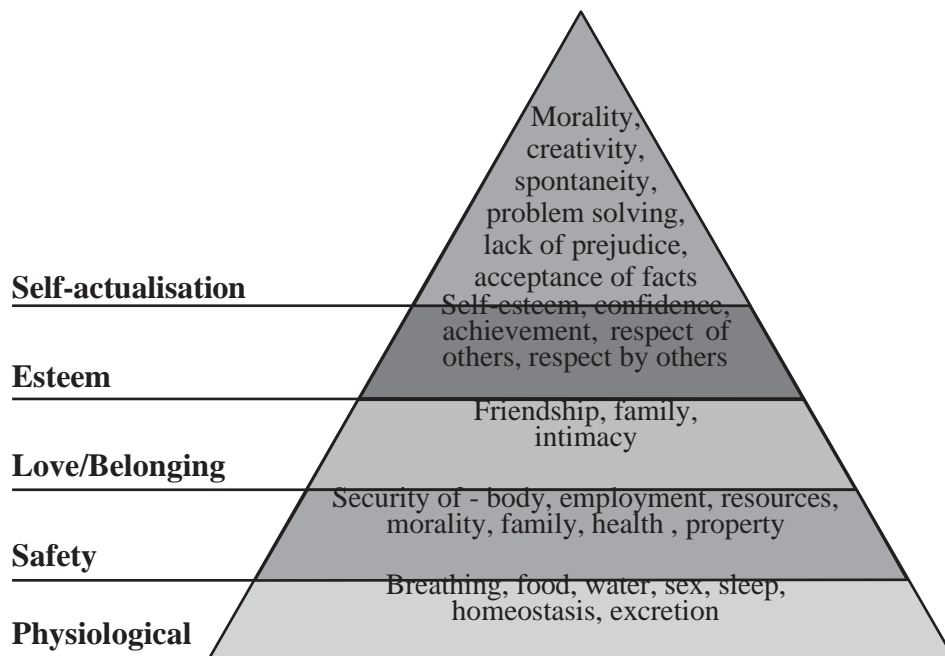 Morality,
creativity,
spontaneity,
problem solving,
lack of prejudice,
acceptance of facts
Self-actualisation
Self-esteem, confidence,
achievement, respect of
others, respect by others
Esteem
Friendship, family,
intimacy
Love/Belonging
Security of - body, employment, resources,
morality, family, health , property
Safety
Breathing, food, water, sex, sleep,
homeostasis, excretion
Physiological